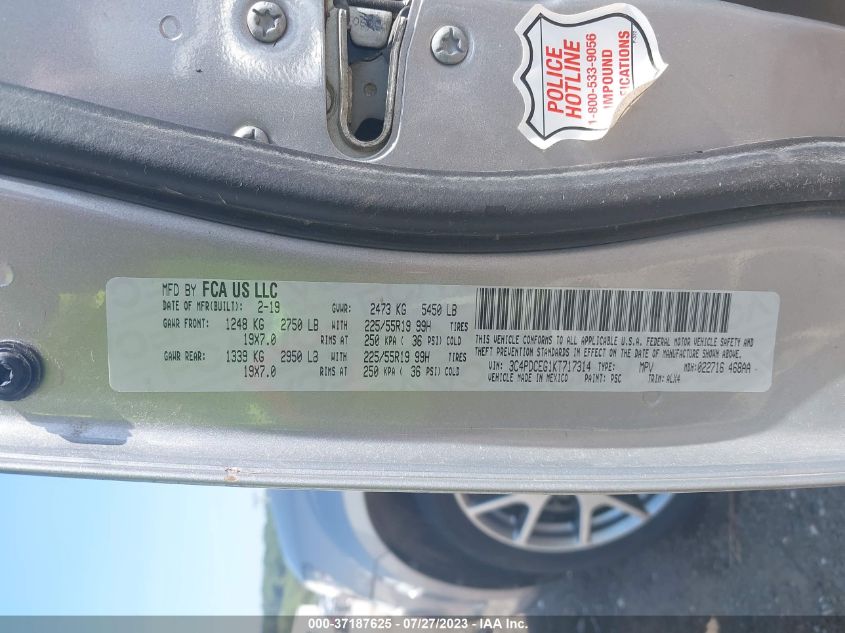 POLICE
HOTLINE
1-800-533-9056
IMPOUND
MFD BY FCA US LLC
DATE OF MFR(BUILT): 2-19 GVWR: 2473 KG 5450 LB
GAWR FRONT: 1248 KG 2750 LB WITH 225/55R19 99H TIRES
19X7.0 RIMS AT 250 KPA ( 36 PSI) COLD
GAWR REAR: 1339 KG 2950 LB WITH 225/55R19 99H TIRES
19X7.0 RIMS AT 250 KPA ( 36 PSI) COLD
THIS VEHICLE CONFORMS TO ALL APPLICABLE U.S.A. FEDERAL MOTOR VEHICLE SAFETY AND
THEFT PREVENTION STANDARDS IN EFFECT ON THE DATE OF MANUFACTURE SHOWN ABOVE.
VIN: 3C4PDCEG1KT717314 TYPE: MPV MDH:022716 468AA
VEHICLE MADE IN MEXICO PAINT: PSC TRIM: ALX4
000-37187625 - 07/27/2023 - IAA Inc.